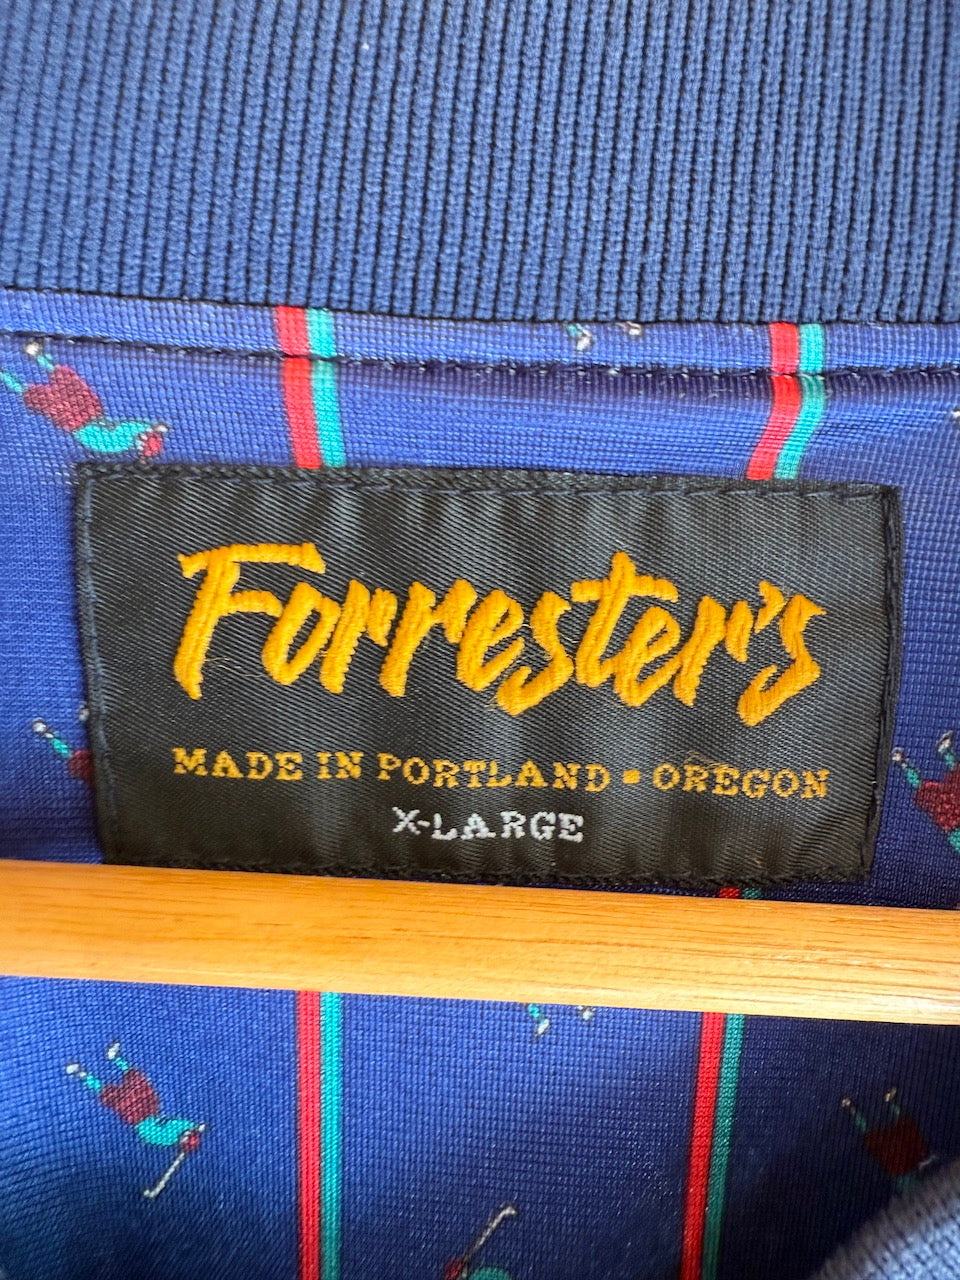 Forrester's
MADE IN PORTLAND ▪ OREGON
X-LARGE